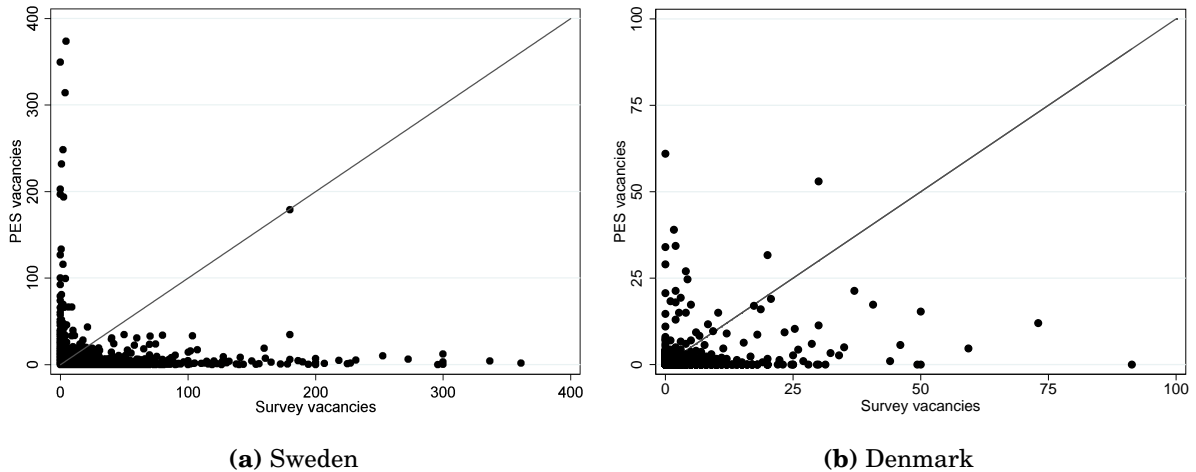 400
300
200
100
0
PES vacancies
0 100 200 300 400
Survey vacancies
(a) Sweden
100
75
50
25
0
PES vacancies
0 25 50 75 100
Survey vacancies
(b) Denmark